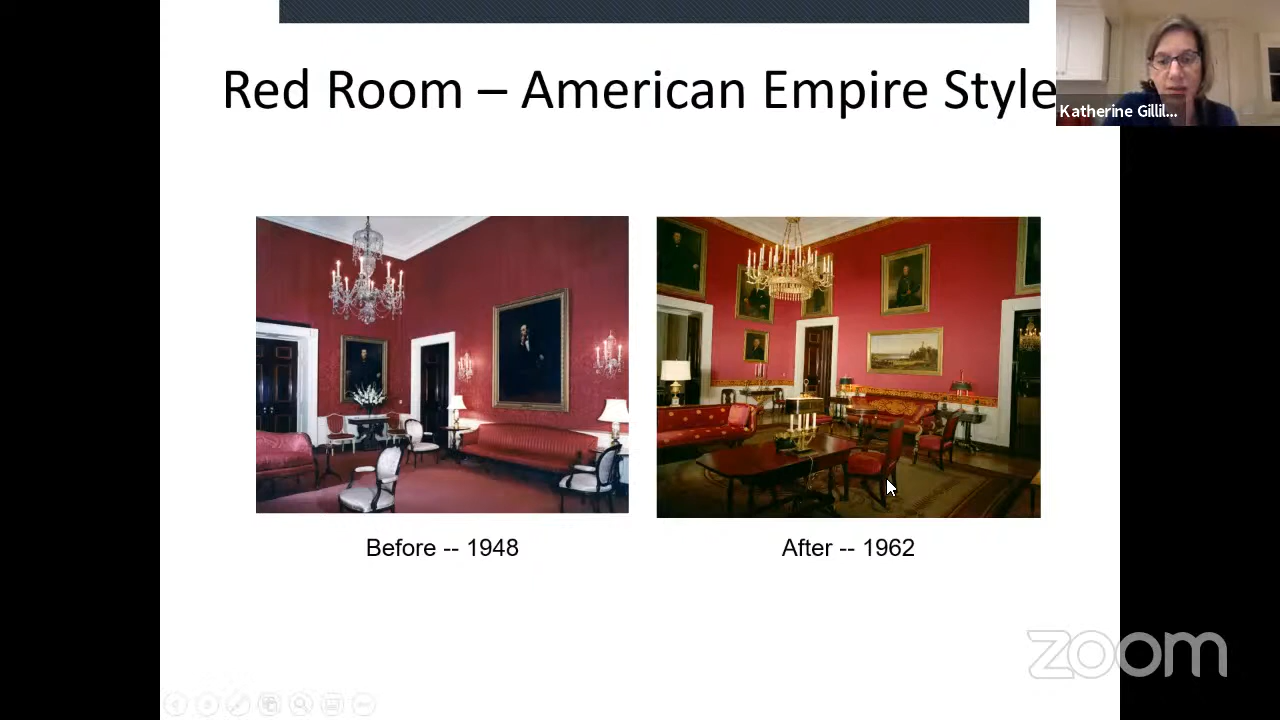 Red Room – American Empire Style
Katherine Gillil...
Before -- 1948
After -- 1962
zoom